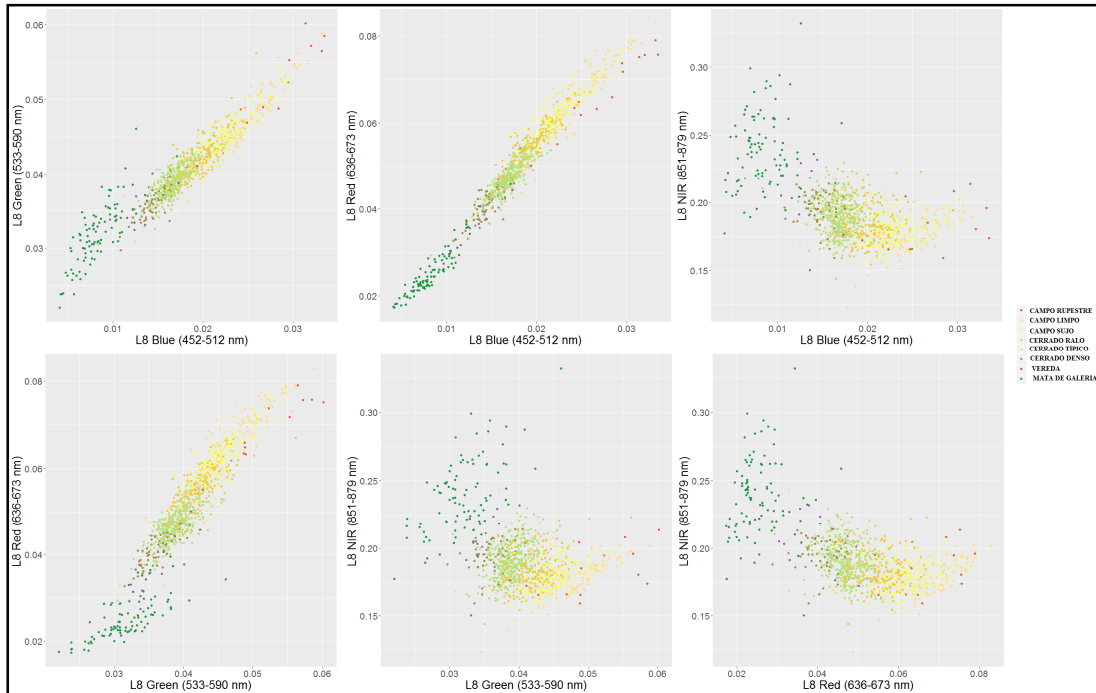 L8 Green (533-590 nm)
0.06
0.05
0.04
0.03
0.01
0.02
0.03
L8 Blue (452-512 nm)
L8 Red (636-673 nm)
0.08
0.06
0.04
0.02
0.01
0.02
0.03
L8 Blue (452-512 nm)
L8 NIR (851-879 nm)
0.30
0.25
0.20
0.15
0.01
0.02
0.03
L8 Blue (452-512 nm)
CAMPO RUPESTRE
CAMPO LIMPO
CAMPO SUJO
CERRADO RALO
CERRADO TÍPICO
CERRADO DENSO
VEREDA
MATA DE GALERIA
L8 Red (636-673 nm)
0.08
0.06
0.04
0.02
0.03
0.04
0.05
0.06
L8 Green (533-590 nm)
L8 NIR (851-879 nm)
0.30
0.25
0.20
0.15
0.03
0.04
0.05
0.06
L8 Green (533-590 nm)
L8 NIR (851-879 nm)
0.30
0.25
0.20
0.15
0.02
0.04
0.06
0.08
L8 Red (636-673 nm)